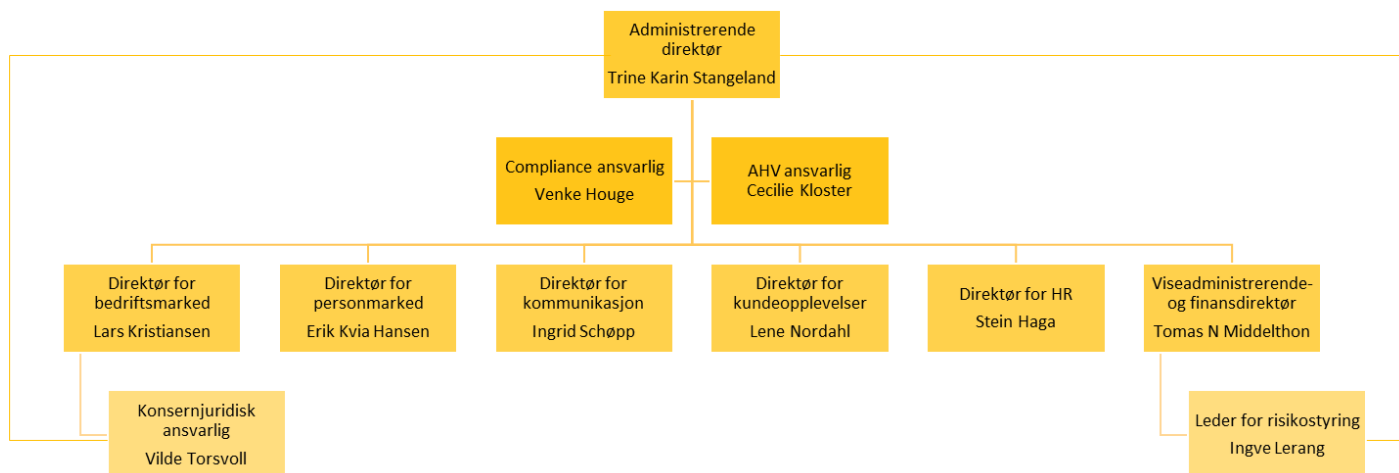 Administrerende
direktør
Trine Karin Stangeland
Compliance ansvarlig
Venke Houge
AHV ansvarlig
Cecilie Kloster
Direktør for
bedriftsmarked
Lars Kristiansen
Direktør for
personmarked
Erik Kvia Hansen
Direktør for
kommunikasjon
Ingrid Schøpp
Direktør for
kundeopplevelser
Lene Nordahl
Direktør for HR
Stein Haga
Viseadministrerende-
og finansdirektør
Tomas N Middelthon
Konsernjuridisk
ansvarlig
Vilde Torsvoll
Leder for risikostyring
Ingve Lerang